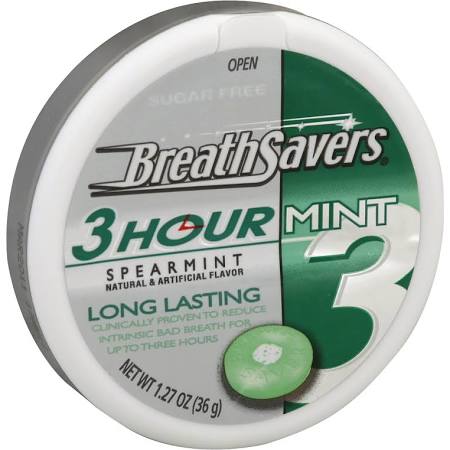 OPEN
SUGAR FREE
BREATHSAVERS®
3 HOUR MINT
SPEARMINT
NATURAL & ARTIFICIAL FLAVOR
LONG LASTING
CLINICALLY PROVEN TO REDUCE
INTRINSIC BAD BREATH FOR
UP TO THREE HOURS
3
NET WT 1.27 OZ (36 g)